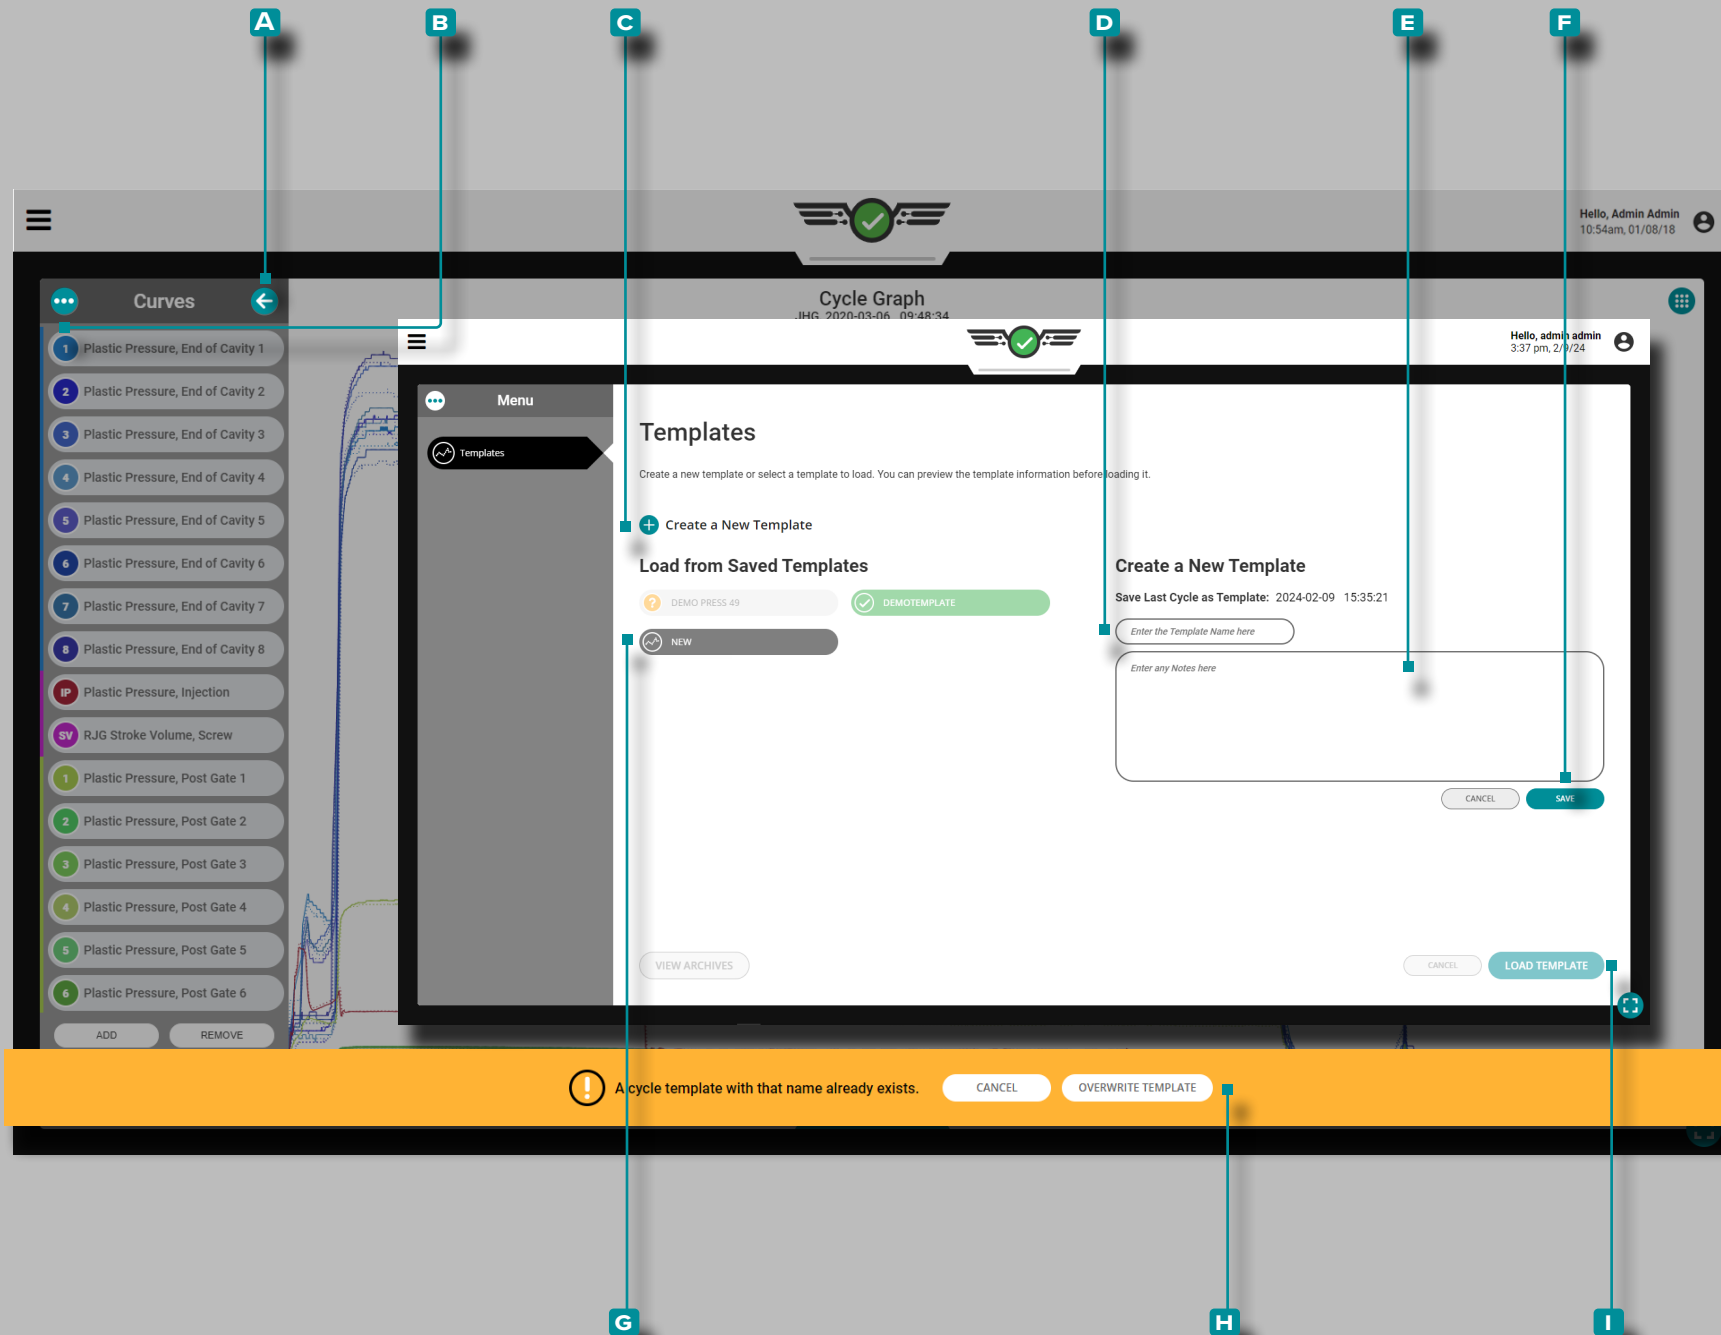 A
B
C
D
E
F
Hello, Admin Admin
10:54am, 01/08/18
Curves
Cycle Graph
JHG 2020-03-06 09:48:34
1 Plastic Pressure, End of Cavity 1
2 Plastic Pressure, End of Cavity 2
3 Plastic Pressure, End of Cavity 3
4 Plastic Pressure, End of Cavity 4
5 Plastic Pressure, End of Cavity 5
6 Plastic Pressure, End of Cavity 6
7 Plastic Pressure, End of Cavity 7
8 Plastic Pressure, End of Cavity 8
IP Plastic Pressure, Injection
SV RJG Stroke Volume, Screw
1 Plastic Pressure, Post Gate 1
2 Plastic Pressure, Post Gate 2
3 Plastic Pressure, Post Gate 3
4 Plastic Pressure, Post Gate 4
5 Plastic Pressure, Post Gate 5
6 Plastic Pressure, Post Gate 6
ADD
REMOVE
Hello, admin admin
3:37 pm, 2/9/24
Menu
Templates
Templates
Create a new template or select a template to load. You can preview the template information before loading it.
Create a New Template
Load from Saved Templates
? DEMO PRESS 49
DEMOTEMPLATE
NEW
Create a New Template
Save Last Cycle as Template: 2024-02-09 15:35:21
Enter the Template Name here
Enter any Notes here
CANCEL
SAVE
VIEW ARCHIVES
CANCEL
LOAD TEMPLATE
! A cycle template with that name already exists.
CANCEL
OVERWRITE TEMPLATE
G
H
I